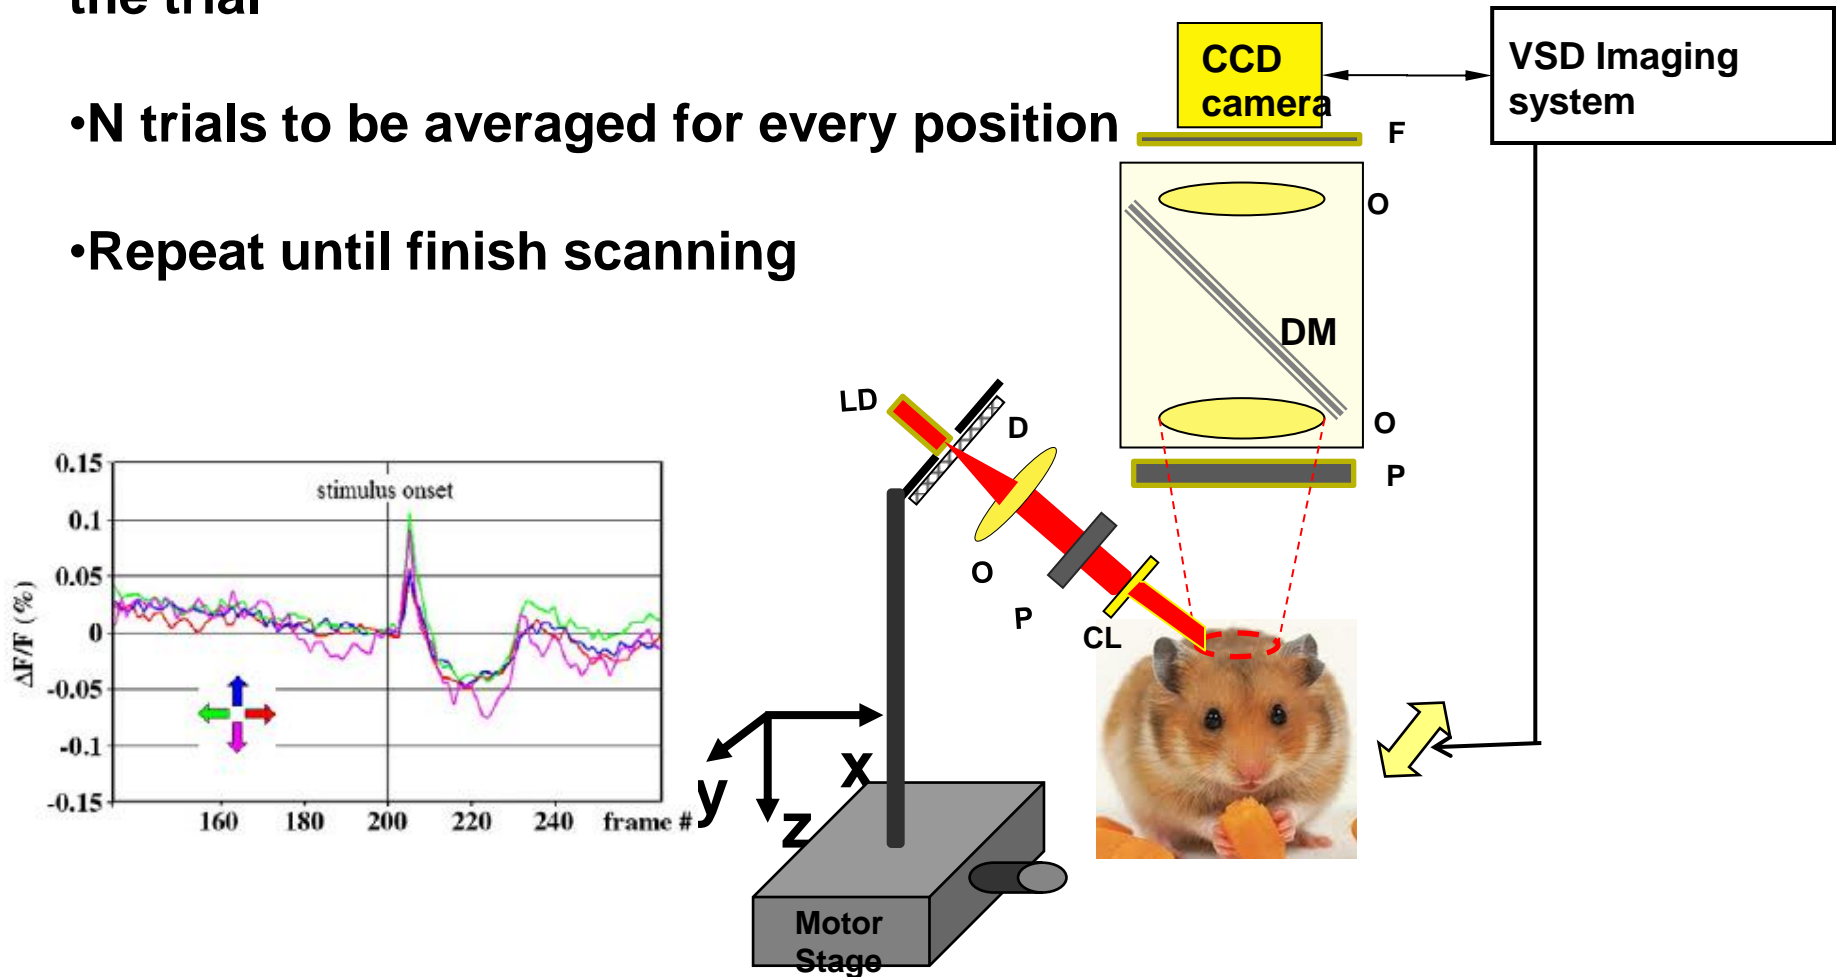 the trial
•N trials to be averaged for every position
•Repeat until finish scanning
CCD
camera
VSD Imaging
system
F
O
DM
O
P
LD
D
O
P
CL
0.15
stimulus onset
0.1
0.05
0
-0.05
-0.1
-0.15
ΔF/F (%)
160 180 200 220 240 frame #
x
y
z
Motor
Stage